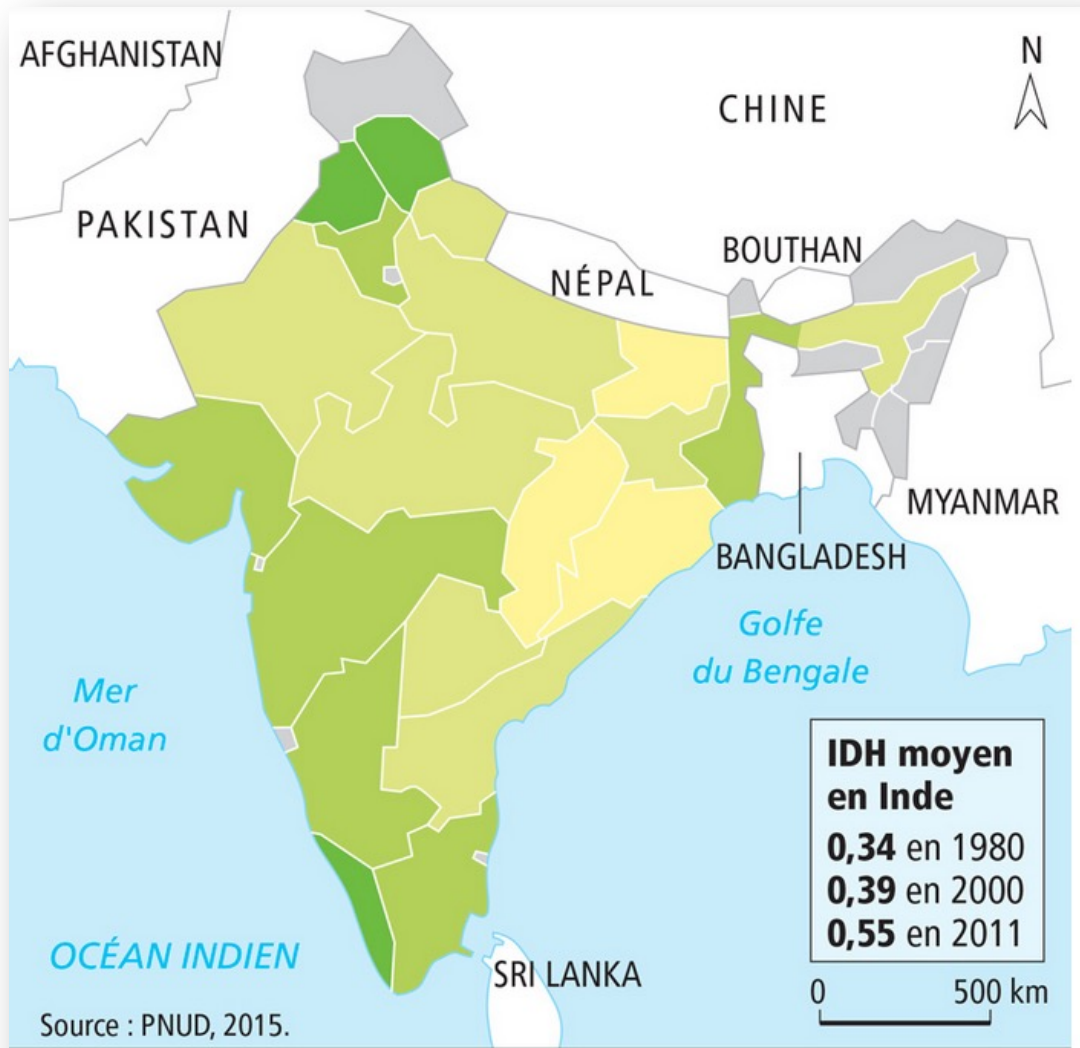 AFGHANISTAN
N
CHINE
PAKISTAN
BOUTHAN
NÉPAL
MYANMAR
BANGLADESH
Golfe
du Bengale
Mer
d'Oman
IDH moyen
en Inde
0,34 en 1980
0,39 en 2000
0,55 en 2011
OCÉAN INDIEN
SRI LANKA
0 500 km
Source : PNUD, 2015.